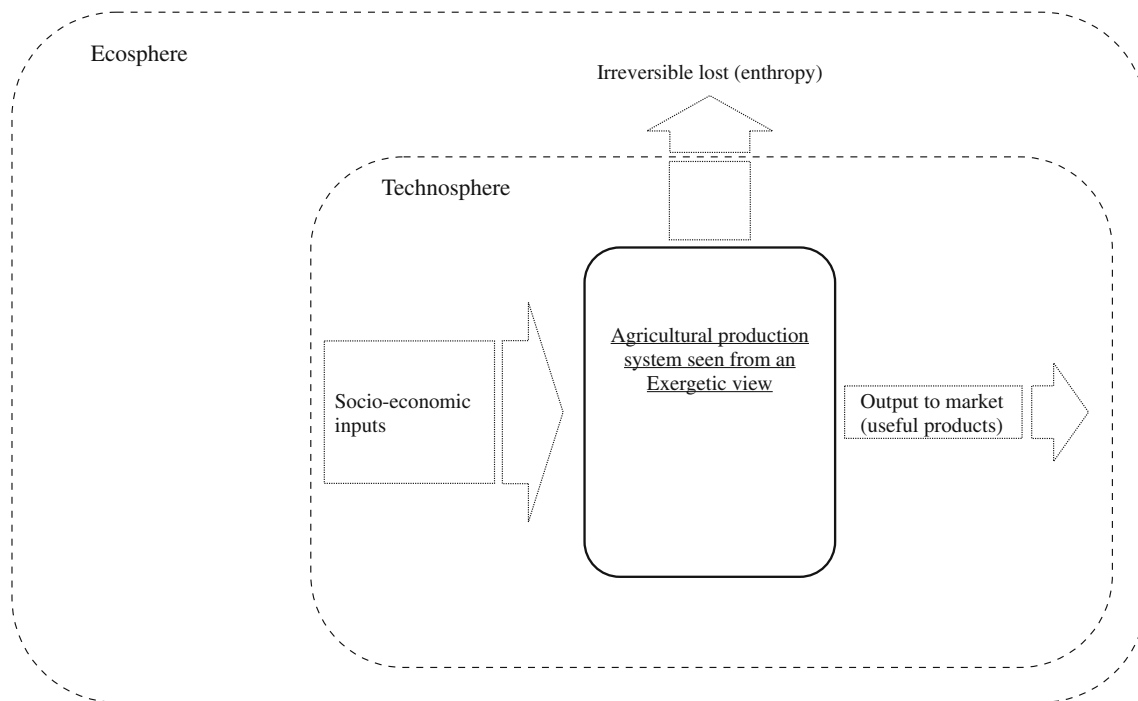 Ecosphere
Irreversible lost (entropy)
Technosphere
Agricultural production
system seen from an
Exergetic view
Socio-economic
inputs
Output to market
(useful products)